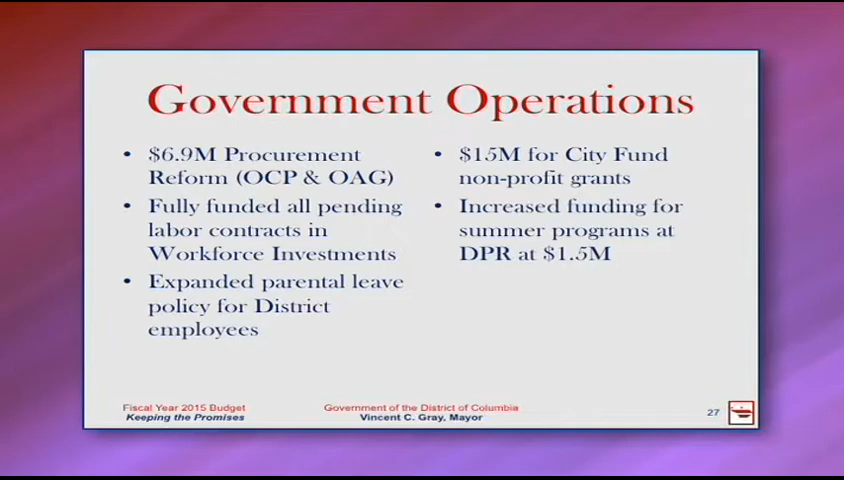 Government Operations
• $6.9M Procurement
Reform (OCP & OAG)
• Fully funded all pending
labor contracts in
Workforce Investments
• Expanded parental leave
policy for District
employees
• $15M for City Fund
non-profit grants
• Increased funding for
summer programs at
DPR at $1.5M
Fiscal Year 2015 Budget
Keeping the Promises
Government of the District of Columbia
Vincent C. Gray, Mayor
27